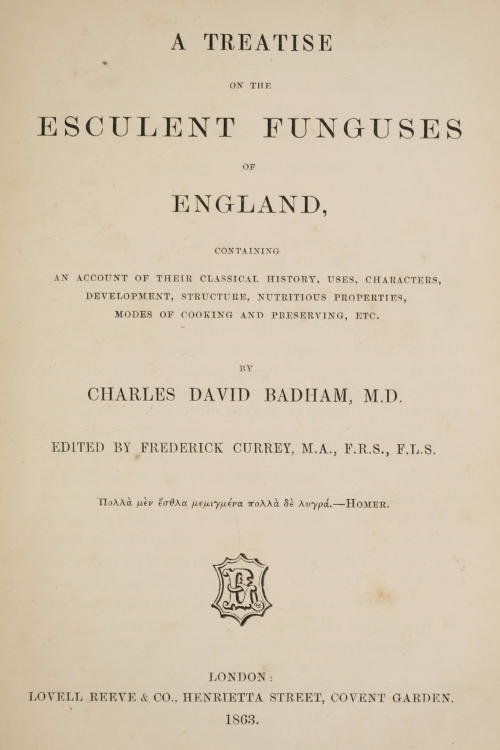 A TREATISE
ON THE
ESCULENT FUNGUSES
OF
ENGLAND,
CONTAINING
AN ACCOUNT OF THEIR CLASSICAL HISTORY, USES, CHARACTERS,
DEVELOPMENT, STRUCTURE, NUTRITIOUS PROPERTIES,
MODES OF COOKING AND PRESERVING, ETC.
BY
CHARLES DAVID BADHAM, M.D.
EDITED BY FREDERICK CURREY, M.A., F.R.S., F.L.S.
Πολλὰ μὲν ἔσθλα μεμιγμένα πολλὰ δὲ λυγρά.—HOMER.
LONDON:
LOVELL REEVE & CO., HENRIETTA STREET, COVENT GARDEN.
1863.